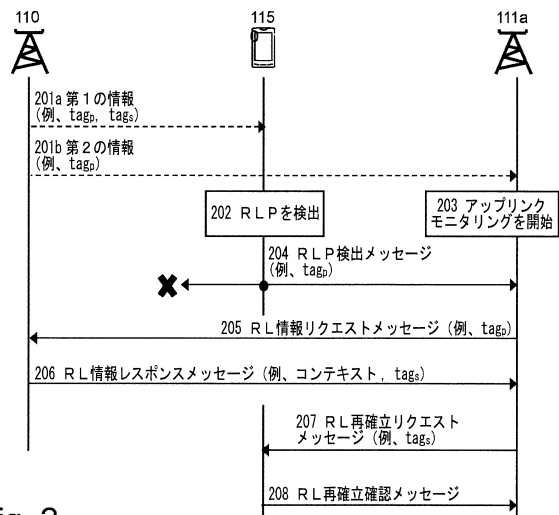 110
115
111a
201a 第1の情報
(例、tagp, tags)
201b 第2の情報
(例、tagp)
202 RLPを検出
203 アップリンク
モニタリングを開始
204 RLP検出メッセージ
(例、tagp)
205 RL情報リクエストメッセージ (例、tagp)
206 RL情報レスポンスメッセージ (例、コンテキスト, tags)
207 RL再確立リクエスト
メッセージ (例、tags)
208 RL再確立確認メッセージ